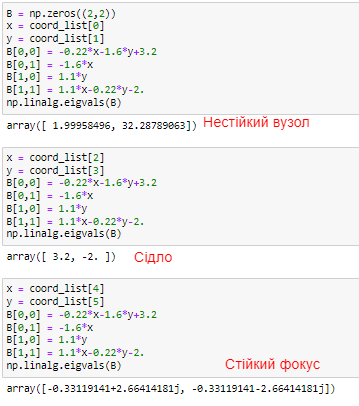 B = np.zeros((2,2))
x = coord_list[0]
y = coord_list[1]
B[0,0] = -0.22*x-1.6*y+3.2
B[0,1] = -1.6*x
B[1,0] = 1.1*y
B[1,1] = 1.1*x-0.22*y-2.
np.linalg.eigvals(B)
array([ 1.99958496, 32.28789063])
Нестійкий вузол
x = coord_list[2]
y = coord_list[3]
B[0,0] = -0.22*x-1.6*y+3.2
B[0,1] = -1.6*x
B[1,0] = 1.1*y
B[1,1] = 1.1*x-0.22*y-2.
np.linalg.eigvals(B)
array([ 3.2, -2. ])
Сідло
x = coord_list[4]
y = coord_list[5]
B[0,0] = -0.22*x-1.6*y+3.2
B[0,1] = -1.6*x
B[1,0] = 1.1*y
B[1,1] = 1.1*x-0.22*y-2.
np.linalg.eigvals(B)
Стійкий фокус
array([-0.33119141+2.66414181j, -0.33119141-2.66414181j])